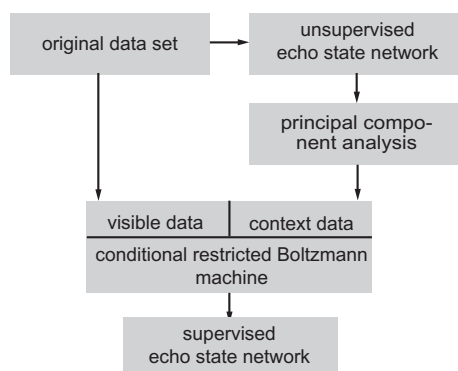 original data set
unsupervised
echo state network
principal compo-
nent analysis
visible data
context data
conditional restricted Boltzmann
machine
supervised
echo state network